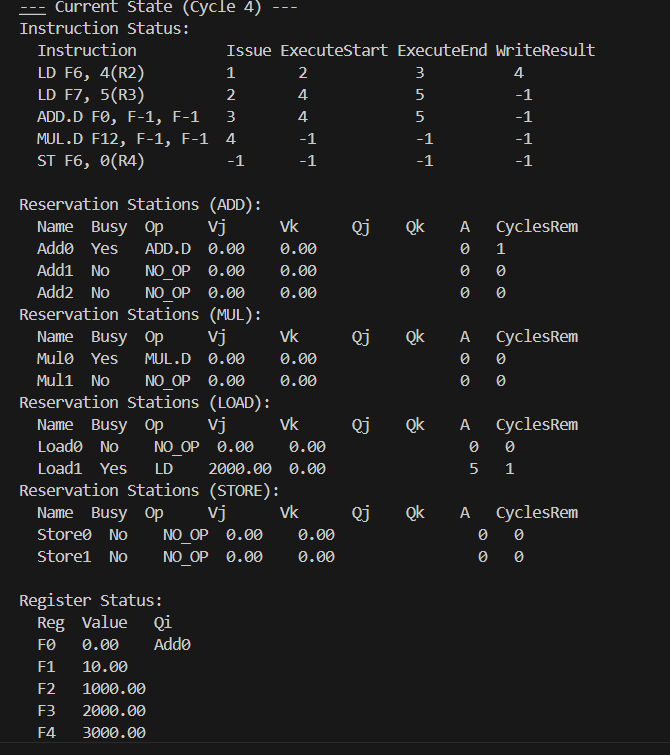 --- Current State (Cycle 4) ---
Instruction Status:
Instruction Issue ExecuteStart ExecuteEnd WriteResult
LD F6, 4(R2) 1 2 3 4
LD F7, 5(R3) 2 4 5 -1
ADD.D F0, F-1, F-1 3 4 5 -1
MUL.D F12, F-1, F-1 4 -1 -1 -1
ST F6, 0(R4) -1 -1 -1 -1
Reservation Stations (ADD):
Name Busy Op Vj Vk Qj Qk A CyclesRem
Add0 Yes ADD.D 0.00 0.00 0 1
Add1 No NO_OP 0.00 0.00 0 0
Add2 No NO_OP 0.00 0.00 0 0
Reservation Stations (MUL):
Name Busy Op Vj Vk Qj Qk A CyclesRem
Mul0 Yes MUL.D 0.00 0.00 0 0
Mul1 No NO_OP 0.00 0.00 0 0
Reservation Stations (LOAD):
Name Busy Op Vj Vk Qj Qk A CyclesRem
Load0 No NO_OP 0.00 0.00 0 0
Load1 Yes LD 2000.00 0.00 5 1
Reservation Stations (STORE):
Name Busy Op Vj Vk Qj Qk A CyclesRem
Store0 No NO_OP 0.00 0.00 0 0
Store1 No NO_OP 0.00 0.00 0 0
Register Status:
Reg Value Qi
F0 0.00 Add0
F1 10.00
F2 1000.00
F3 2000.00
F4 3000.00